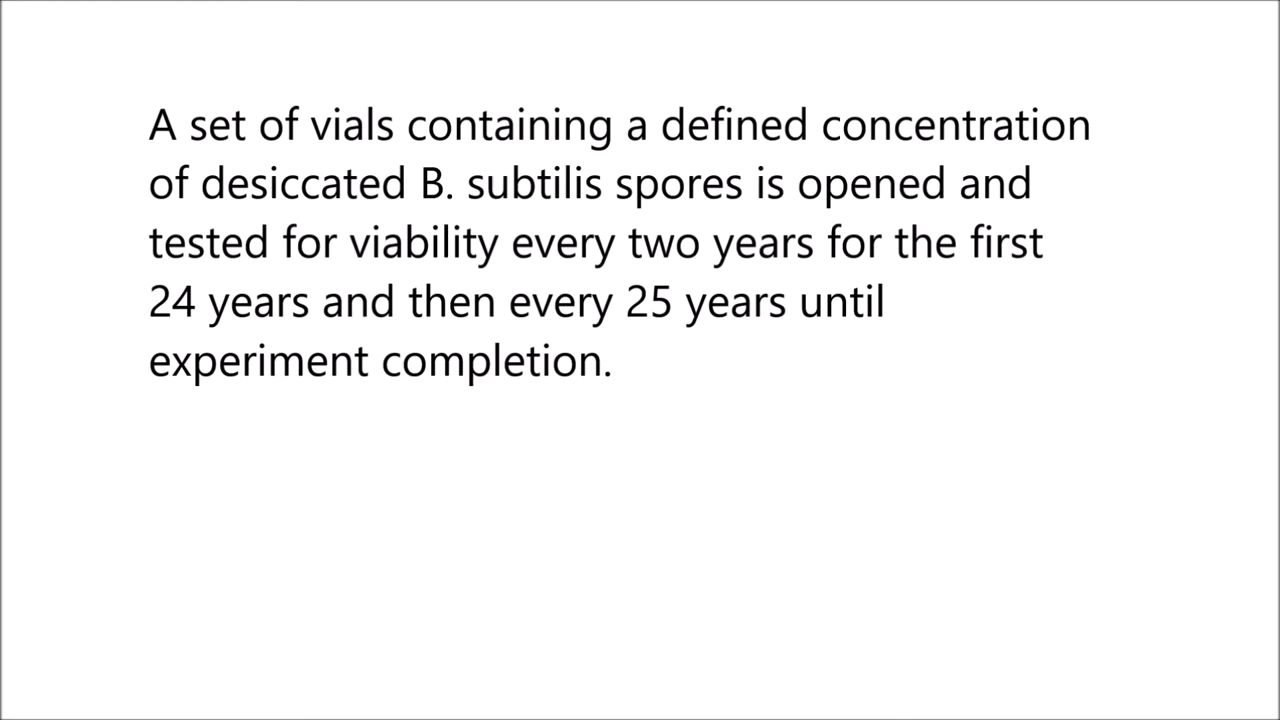 A set of vials containing a defined concentration
of desiccated B. subtilis spores is opened and
tested for viability every two years for the first
24 years and then every 25 years until
experiment completion.